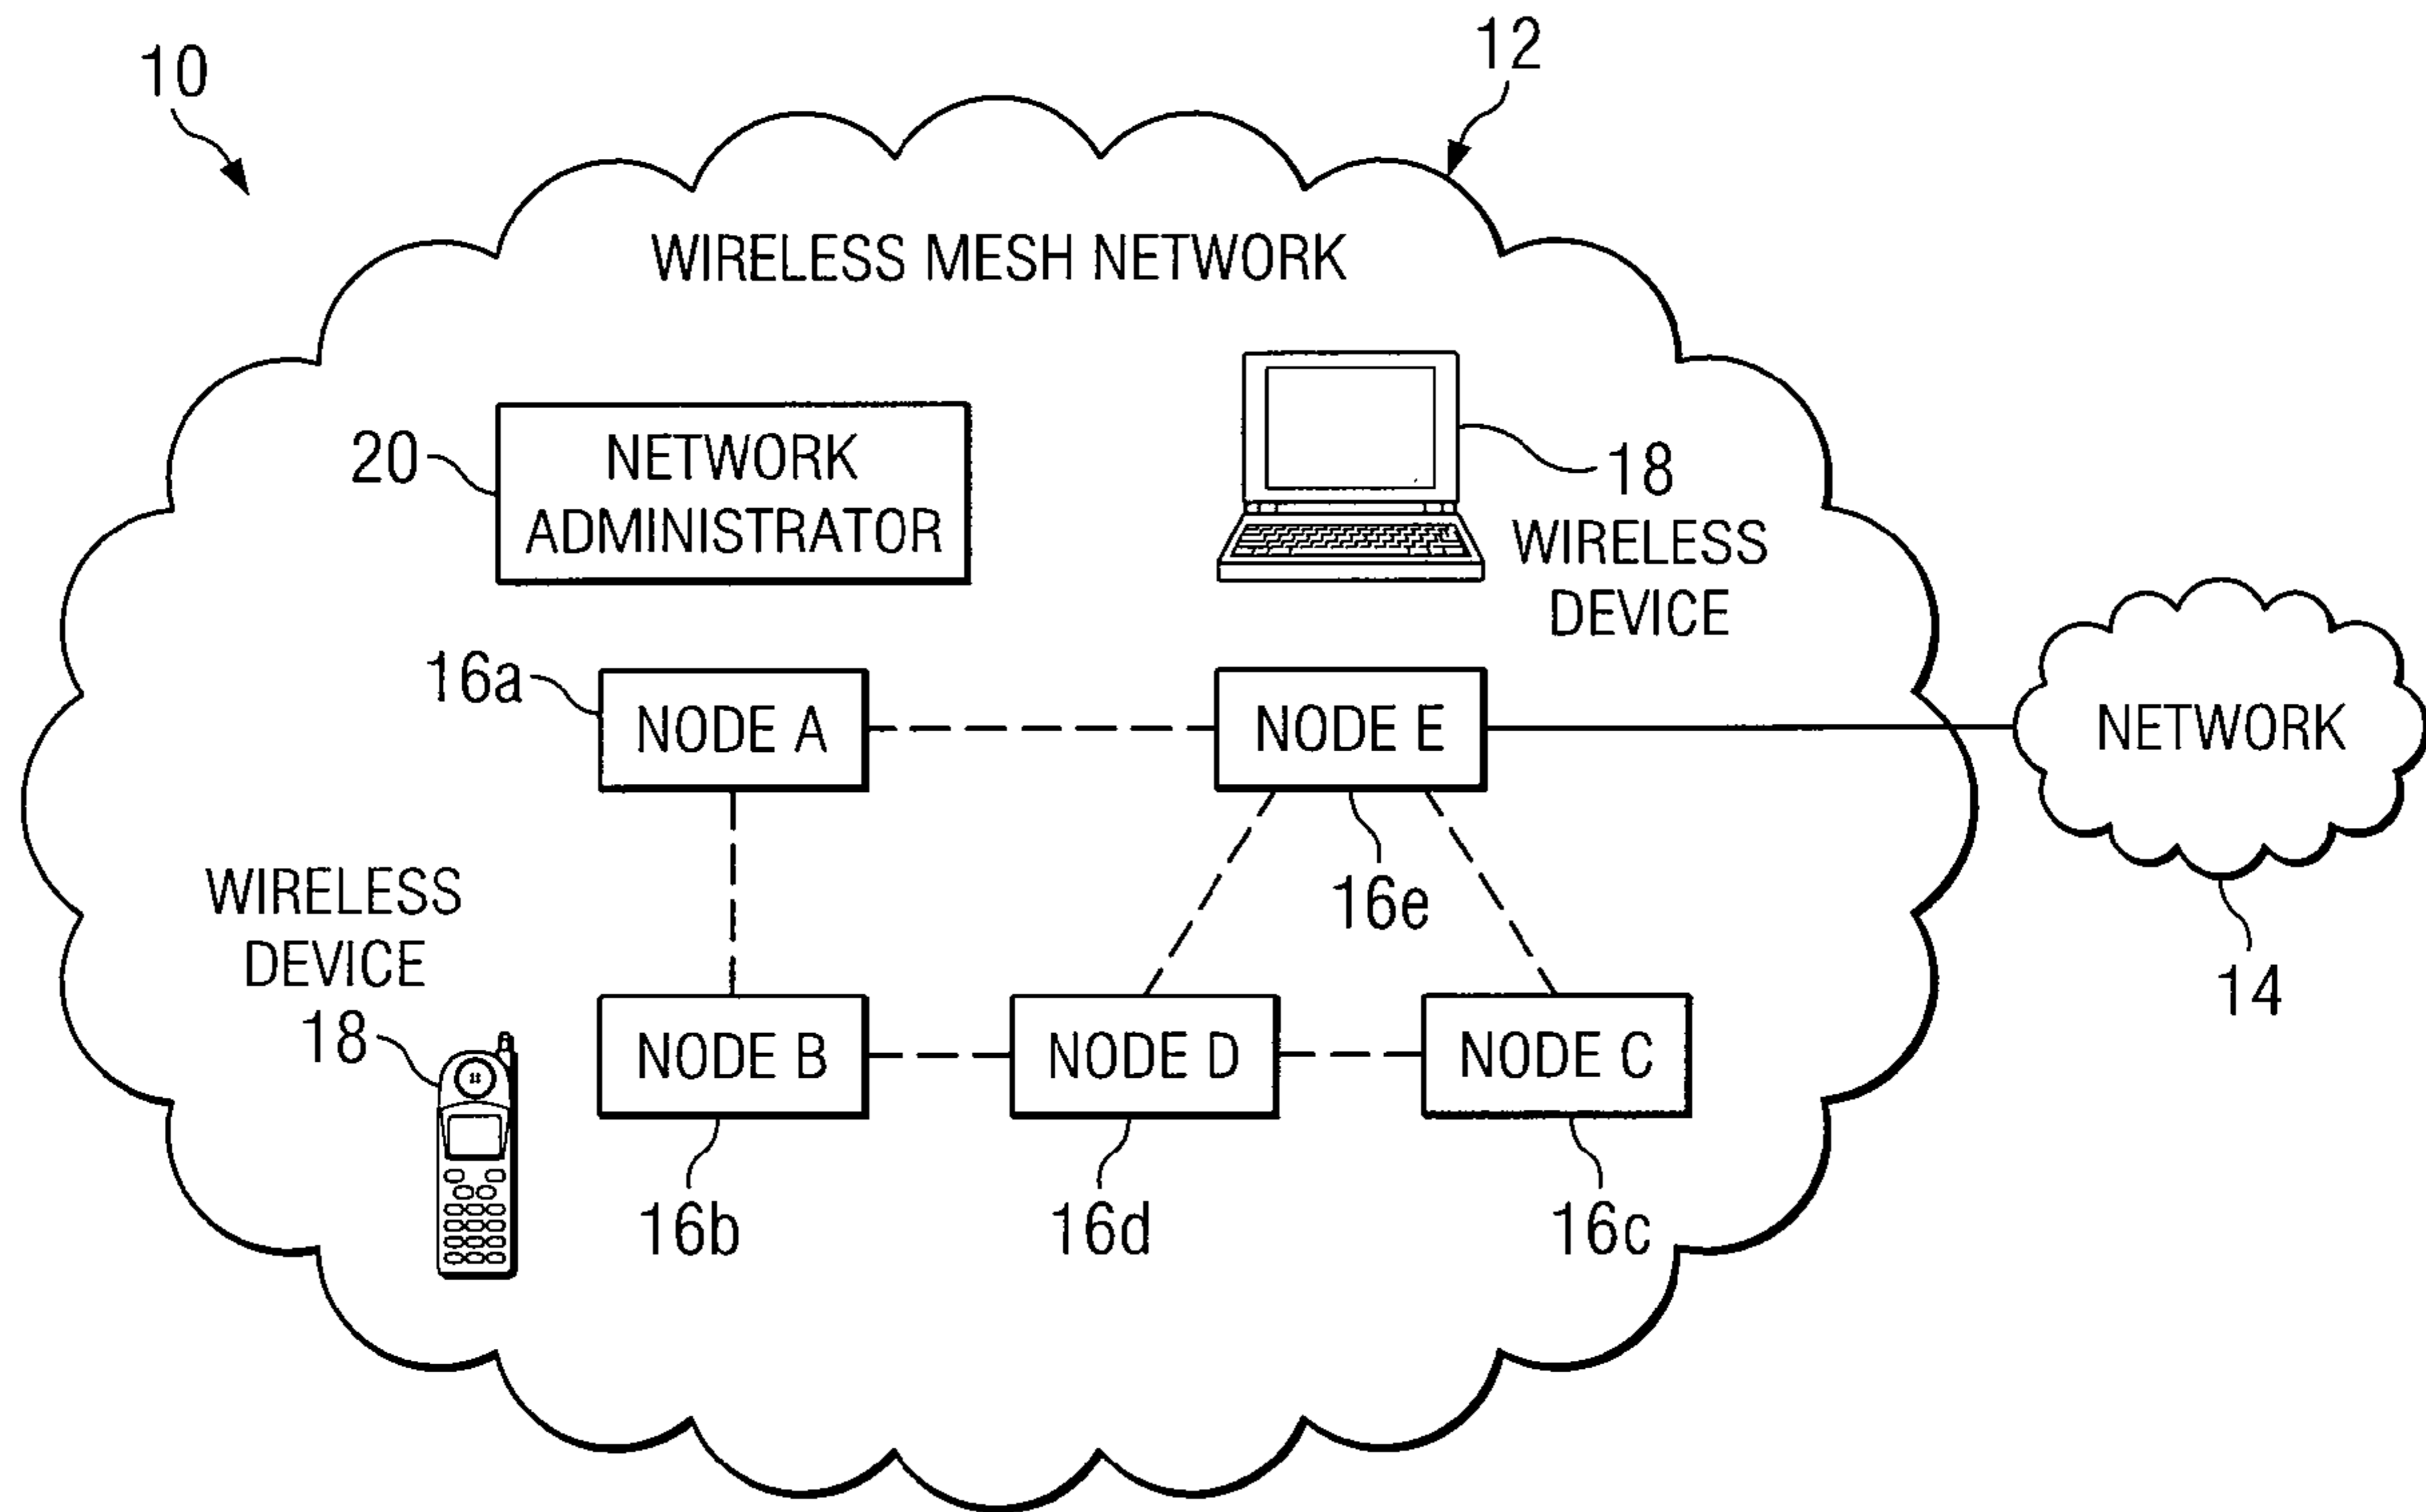 10
12
WIRELESS MESH NETWORK
20
NETWORK
ADMINISTRATOR
18
WIRELESS
DEVICE
16a
NODE A
NODE E
NETWORK
16e
14
WIRELESS
DEVICE
18
NODE B
NODE D
NODE C
16b
16d
16c